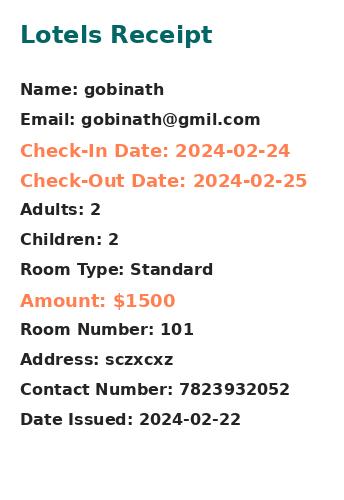 Lotels Receipt
Name: gobinath
Email: gobinath@gmil.com
Check-In Date: 2024-02-24
Check-Out Date: 2024-02-25
Adults: 2
Children: 2
Room Type: Standard
Amount: $1500
Room Number: 101
Address: sczxcxz
Contact Number: 7823932052
Date Issued: 2024-02-22